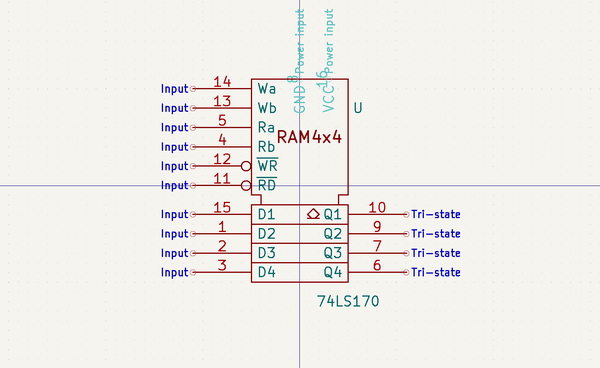 GND 8 Power input
VCC 16 Power input
Input 14 Wa
Input 13 Wb U
Input 5 Ra
RAM4x4
Input 4 Rb
Input 12 WR
Input 11 RD
Input 15 D1 Q1 10 Tri-state
Input 1 D2 Q2 9 Tri-state
Input 2 D3 Q3 7 Tri-state
Input 3 D4 Q4 6 Tri-state
74LS170